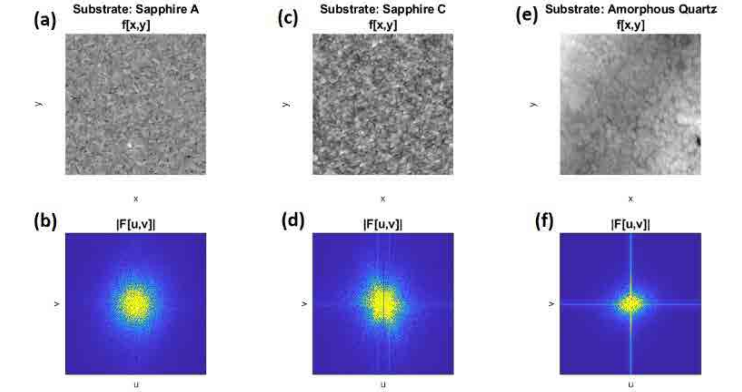 (a)
Substrate: Sapphire A
f[x,y]
y
x
(c)
Substrate: Sapphire C
f[x,y]
y
x
(e)
Substrate: Amorphous Quartz
f[x,y]
y
x
(b)
|F[u,v]|
v
u
(d)
|F[u,v]|
v
u
(f)
|F[u,v]|
v
u